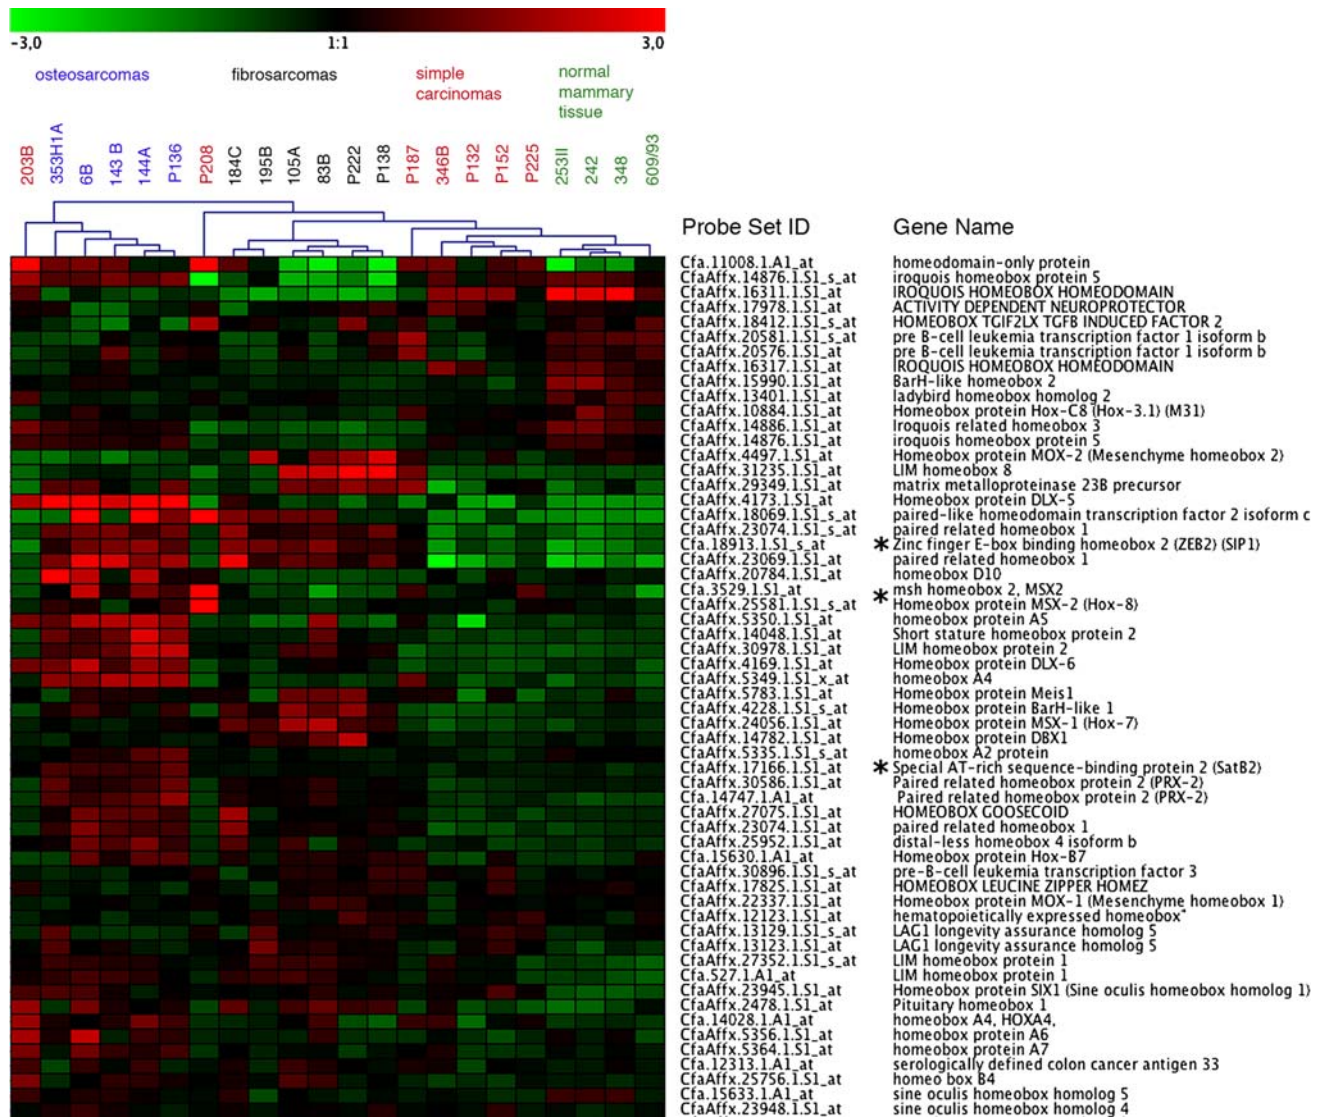 -3,0 1:1 3,0
osteosarcomas fibrosarcomas simple carcinomas normal mammary tissue
203B 353H1A 6B 143 B 144A P136 P208 184C 195B 105A 83B P222 P138 P187 346B P132 P152 P225 253II 242 348 609/93
Probe Set ID Gene Name
Cfa.11008.1.A1_at homeodomain-only protein
CfaAffx.14876.1.S1_s_at iroquois homeobox protein 5
CfaAffx.16311.1.S1_at IROQUOIS HOMEOBOX HOMEODOMAIN
CfaAffx.17978.1.S1_at ACTIVITY DEPENDENT NEUROPROTECTOR
CfaAffx.18412.1.S1_s_at HOMEOBOX TGIF2LX TGFB INDUCED FACTOR 2
CfaAffx.20581.1.S1_s_at pre B-cell leukemia transcription factor 1 isoform b
CfaAffx.20576.1.S1_at pre B-cell leukemia transcription factor 1 isoform b
CfaAffx.16317.1.S1_at IROQUOIS HOMEOBOX HOMEODOMAIN
CfaAffx.15990.1.S1_at BarH-like homeobox 2
CfaAffx.13401.1.S1_at ladybird homeobox homolog 2
CfaAffx.10884.1.S1_at Homeobox protein Hox-C8 (Hox-3.1) (M31)
CfaAffx.14886.1.S1_at Iroquois related homeobox 3
CfaAffx.14876.1.S1_at iroquois homeobox protein 5
CfaAffx.4497.1.S1_at Homeobox protein MOX-2 (Mesenchyme homeobox 2)
CfaAffx.31235.1.S1_at LIM homeobox 8
CfaAffx.29349.1.S1_at matrix metalloproteinase 23B precursor
CfaAffx.4173.1.S1_at Homeobox protein DLX-5
CfaAffx.18069.1.S1_s_at paired-like homeodomain transcription factor 2 isoform c
CfaAffx.23074.1.S1_s_at paired related homeobox 1
Cfa.18913.1.S1_s_at * Zinc finger E-box binding homeobox 2 (ZEB2) (SIP1)
CfaAffx.23069.1.S1_at paired related homeobox 1
CfaAffx.20784.1.S1_at homeobox D10
Cfa.3529.1.S1_at * msh homeobox 2, MSX2
CfaAffx.25581.1.S1_s_at Homeobox protein MSX-2 (Hox-8)
CfaAffx.5350.1.S1_at homeobox protein A5
CfaAffx.14048.1.S1_at Short stature homeobox protein 2
CfaAffx.30978.1.S1_at LIM homeobox protein 2
CfaAffx.4169.1.S1_at Homeobox protein DLX-6
CfaAffx.5349.1.S1_x_at homeobox A4
CfaAffx.5783.1.S1_at Homeobox protein Meis1
CfaAffx.4228.1.S1_s_at Homeobox protein BarH-like 1
CfaAffx.24056.1.S1_at Homeobox protein MSX-1 (Hox-7)
CfaAffx.14782.1.S1_at Homeobox protein DBX1
CfaAffx.5335.1.S1_s_at homeobox A2 protein
CfaAffx.17166.1.S1_at * Special AT-rich sequence-binding protein 2 (SatB2)
CfaAffx.30586.1.S1_at Paired related homeobox protein 2 (PRX-2)
Cfa.14747.1.A1_at Paired related homeobox protein 2 (PRX-2)
CfaAffx.27075.1.S1_at HOMEOBOX GOOSECOID
CfaAffx.23074.1.S1_at paired related homeobox 1
CfaAffx.25952.1.S1_at distal-less homeobox 4 isoform b
Cfa.15630.1.A1_at Homeobox protein Hox-B7
CfaAffx.30896.1.S1_s_at pre-B-cell leukemia transcription factor 3
CfaAffx.17825.1.S1_at HOMEOBOX LEUCINE ZIPPER HOMEZ
CfaAffx.22337.1.S1_at Homeobox protein MOX-1 (Mesenchyme homeobox 1)
CfaAffx.12123.1.S1_at hematopoietically expressed homeobox"
CfaAffx.13129.1.S1_s_at LAG1 longevity assurance homolog 5
CfaAffx.13123.1.S1_at LAG1 longevity assurance homolog 5
CfaAffx.27352.1.S1_s_at LIM homeobox protein 1
Cfa.527.1.A1_at LIM homeobox protein 1
CfaAffx.23945.1.S1_at Homeobox protein SIX1 (Sine oculis homeobox homolog 1)
CfaAffx.2478.1.S1_at Pituitary homeobox 1
Cfa.14028.1.A1_at homeobox A4, HOXA4,
CfaAffx.5356.1.S1_at homeobox protein A6
CfaAffx.5364.1.S1_at homeobox protein A7
Cfa.12313.1.A1_at serologically defined colon cancer antigen 33
CfaAffx.25756.1.S1_at homeo box B4
Cfa.15633.1.A1_at sine oculis homeobox homolog 5
CfaAffx.23948.1.S1_at sine oculis homeobox homolog 4